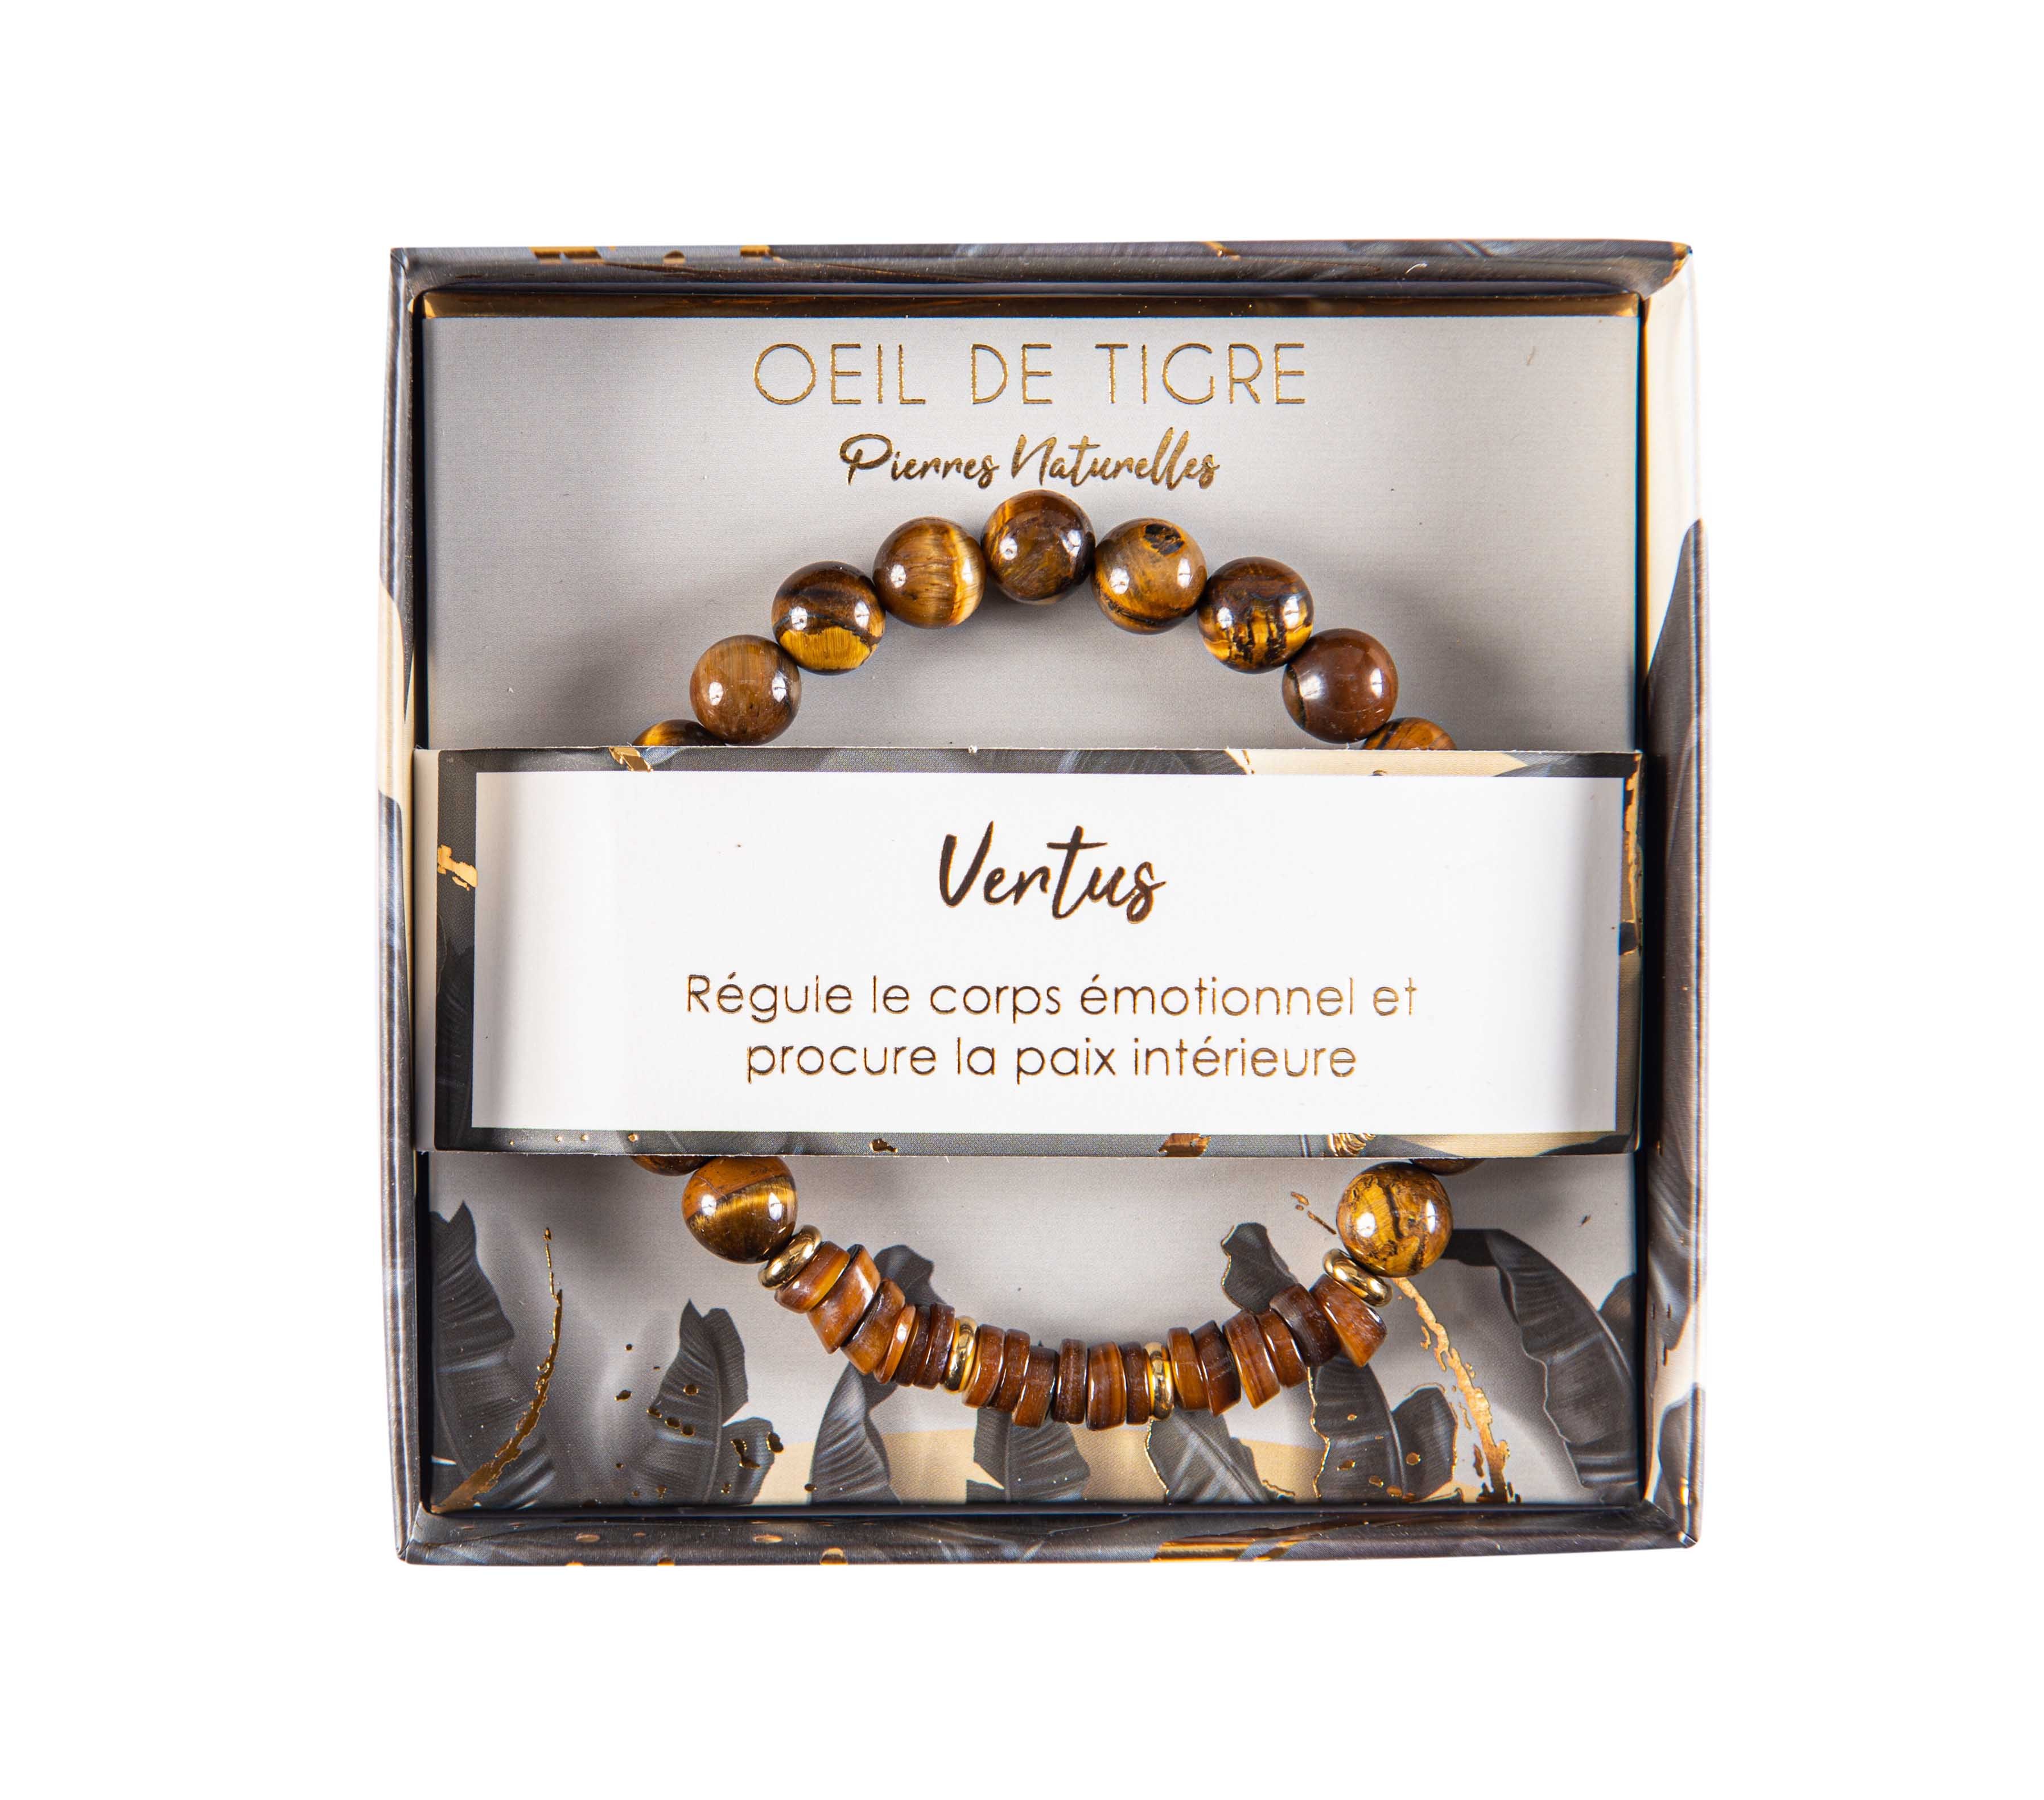 OEIL DE TIGRE
Pierres Naturelles
Vertus
Régule le corps émotionnel et
procure la paix intérieure